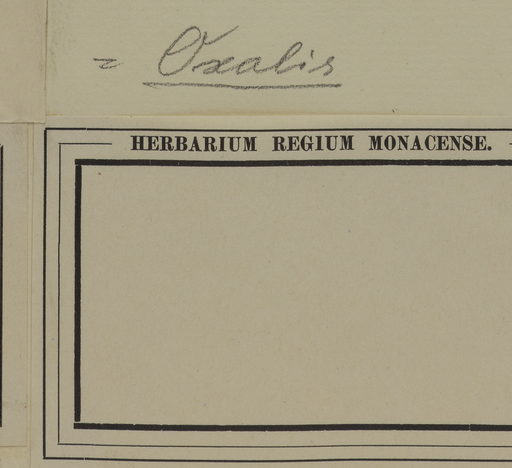 = Oxalis
HERBARIUM REGIUM MONACENSE.